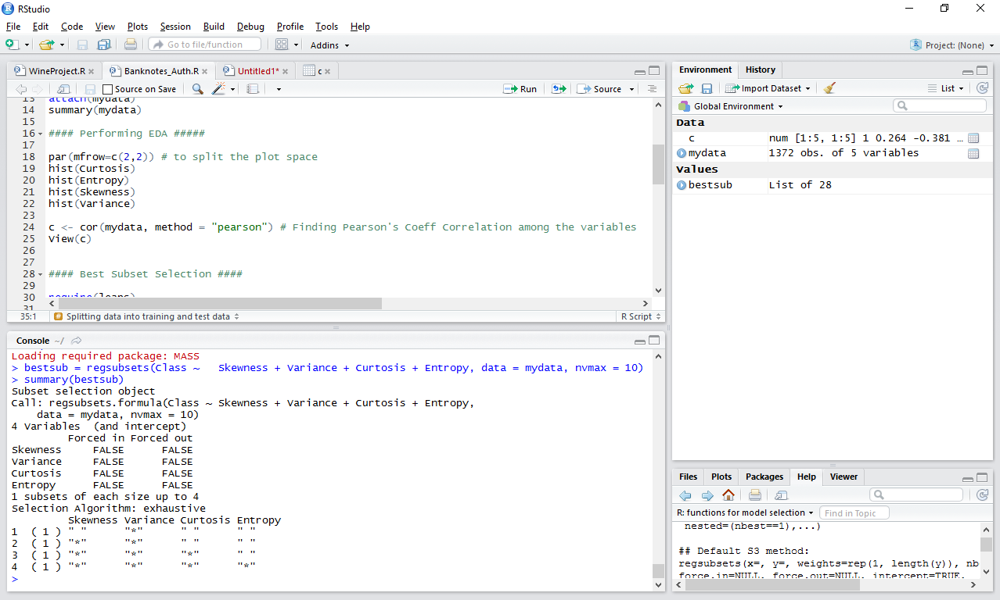 RStudio
File Edit Code View Plots Session Build Debug Profile Tools Help
Go to file/function Addins Project: (None)
WineProject.R Banknotes_Auth.R Untitled1* c
Source on Save Run Source
13 attach(mydata)
14 summary(mydata)
15
16 #### Performing EDA #####
17
18 par(mfrow=c(2,2)) # to split the plot space
19 hist(Curtosis)
20 hist(Entropy)
21 hist(Skewness)
22 hist(Variance)
23
24 c <- cor(mydata, method = "pearson") # Finding Pearson's Coeff Correlation among the variables
25 View(c)
26
27
28 #### Best Subset Selection ####
29
30 require(leaps)
31
35:1 # Splitting data into training and test data R Script
Console ~/
Loading required package: MASS
> bestsub = regsubsets(Class ~   Skewness + Variance + Curtosis + Entropy, data = mydata, nvmax = 10)
> summary(bestsub)
Subset selection object
Call: regsubsets.formula(Class ~ Skewness + Variance + Curtosis + Entropy,
    data = mydata, nvmax = 10)
4 Variables  (and intercept)
         Forced in Forced out
Skewness     FALSE      FALSE
Variance     FALSE      FALSE
Curtosis     FALSE      FALSE
Entropy      FALSE      FALSE
1 subsets of each size up to 4
Selection Algorithm: exhaustive
         Skewness Variance Curtosis Entropy
1  ( 1 ) " "      "*"      " "      " "
2  ( 1 ) "*"      "*"      " "      " "
3  ( 1 ) "*"      "*"      "*"      " "
4  ( 1 ) "*"      "*"      "*"      "*"
>
Environment History
Import Dataset List
Global Environment
Data
c num [1:5, 1:5] 1 0.264 -0.381 ...
mydata 1372 obs. of 5 variables
Values
bestsub List of 28
Files Plots Packages Help Viewer
R: functions for model selection Find in Topic
nested=(nbest==1),...)
## Default S3 method:
regsubsets(x=, y=, weights=rep(1, length(y)), nb
force.in=NULL, force.out=NULL, intercept=TRUE,